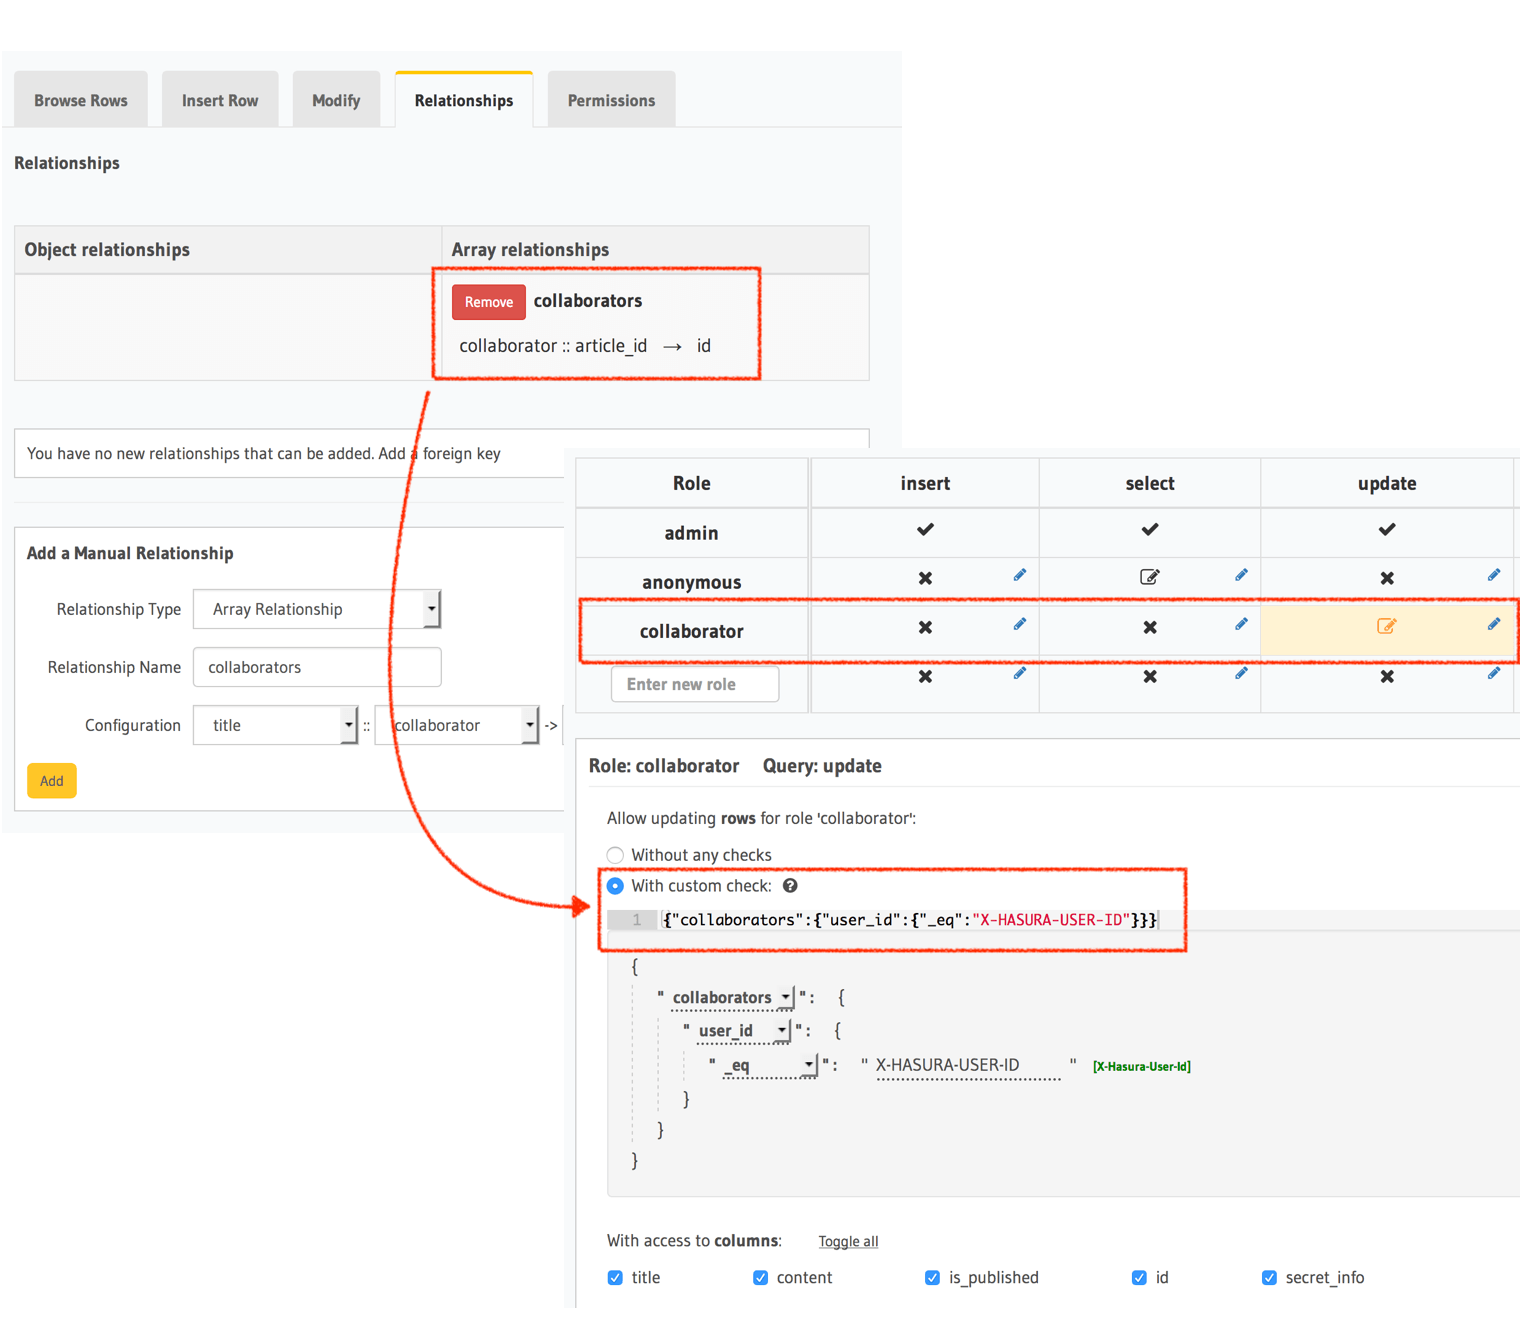 Browse Rows Insert Row Modify Relationships Permissions
Relationships
Object relationships Array relationships
Remove collaborators
collaborator :: article_id → id
You have no new relationships that can be added. Add a foreign key
Add a Manual Relationship
Relationship Type Array Relationship
Relationship Name collaborators
Configuration title :: collaborator ->
Add
Role insert select update
admin
anonymous
collaborator
Enter new role
Role: collaborator Query: update
Allow updating rows for role 'collaborator':
Without any checks
With custom check: ?
1 {"collaborators":{"user_id":{"_eq":"X-HASURA-USER-ID"}}}
{
" collaborators ": {
" user_id ": {
" _eq ": " X-HASURA-USER-ID " [X-Hasura-User-Id]
}
}
}
With access to columns: Toggle all
title content is_published id secret_info